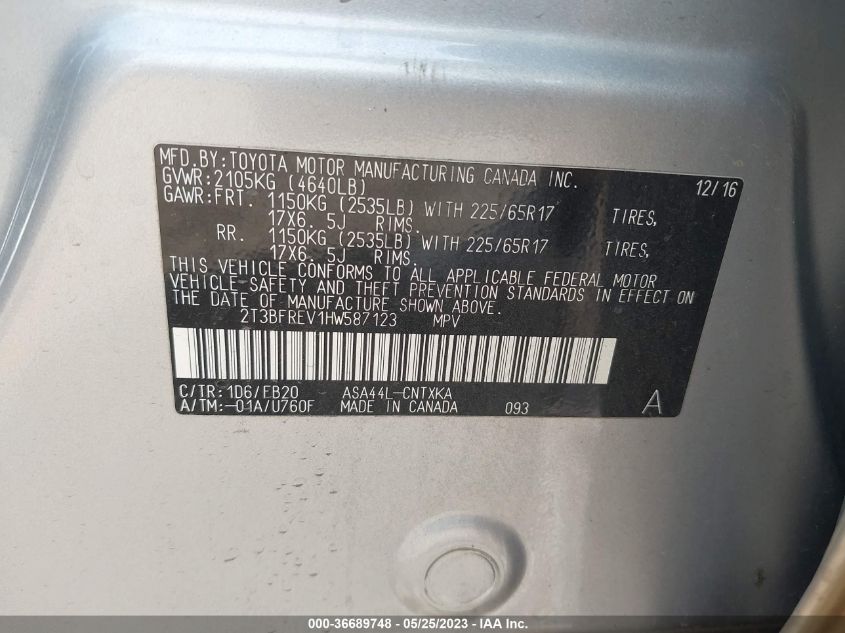 MFD.BY:TOYOTA MOTOR MANUFACTURING CANADA INC. 12/16
GVWR:2105KG (4640LB)
GAWR:FRT. 1150KG (2535LB) WITH 225/65R17 TIRES,
17X6.5J RIMS.
RR. 1150KG (2535LB) WITH 225/65R17 TIRES,
17X6.5J RIMS.
THIS VEHICLE CONFORMS TO ALL APPLICABLE FEDERAL MOTOR
VEHICLE SAFETY AND THEFT PREVENTION STANDARDS IN EFFECT ON
THE DATE OF MANUFACTURE SHOWN ABOVE.
2T3BFREV1HW587123 MPV
C/TR:1D6/EB20 ASA44L-CNTXKA
A/TM:-01A/U760F MADE IN CANADA 093 A
000-36689748 - 05/25/2023 - IAA Inc.